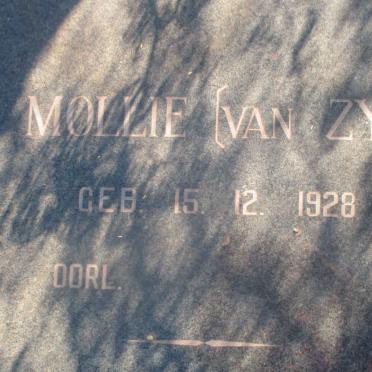 MOLLIE (VAN ZY
GEB. 15. 12. 1928
OORL.